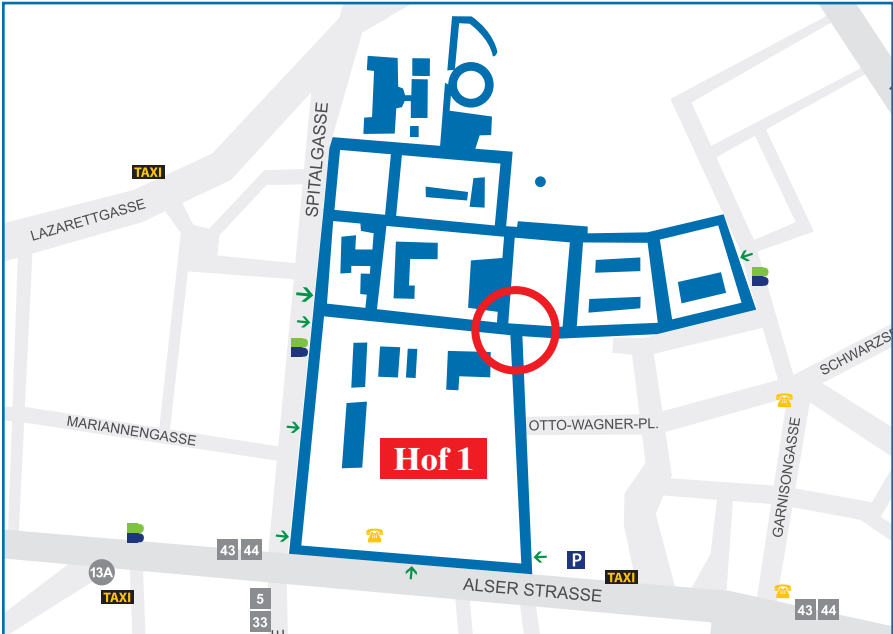 SPITALGASSE
TAXI
LAZARETTGASSE
SCHWARZS
MARIANNENGASSE
OTTO-WAGNER-PL.
GARNISONGASSE
Hof 1
43 44
P
13A
TAXI
ALSER STRASSE
TAXI
5
33
43 44